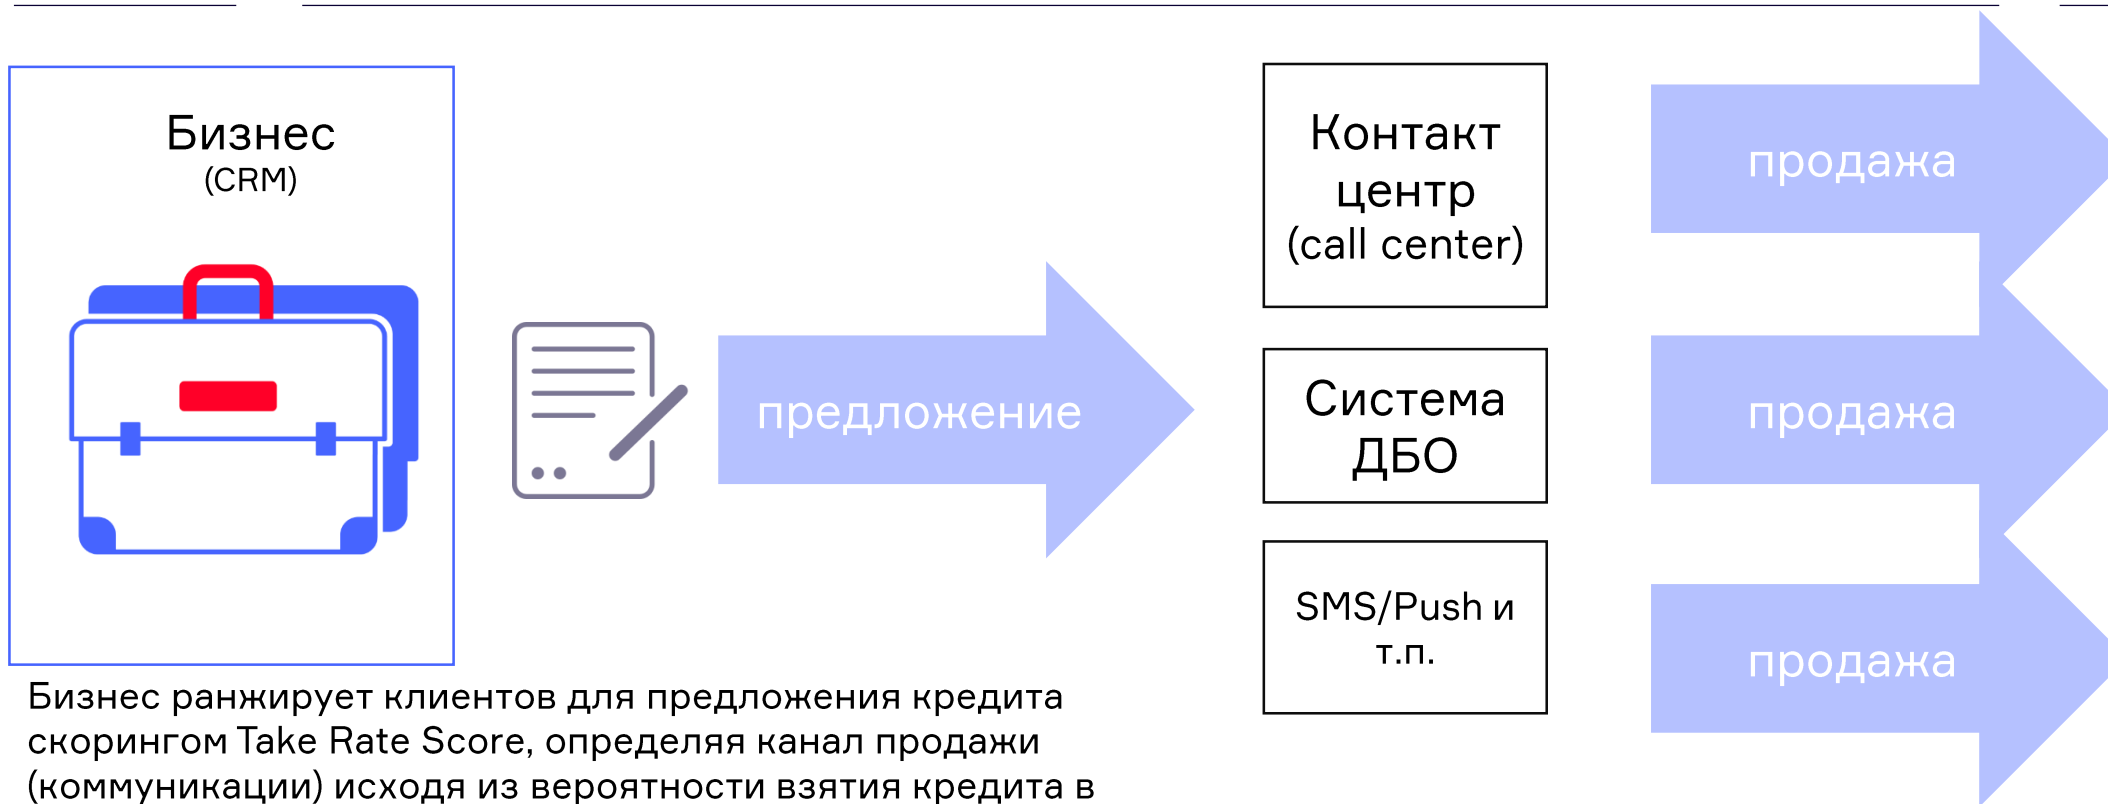 Бизнес
(CRM)
предложение
Контакт
центр
(call center)
Система
ДБО
SMS/Push и
т.п.
продажа
продажа
продажа
Бизнес ранжирует клиентов для предложения кредита
скорингом Take Rate Score, определяя канал продажи
(коммуникации) исходя из вероятности взятия кредита в